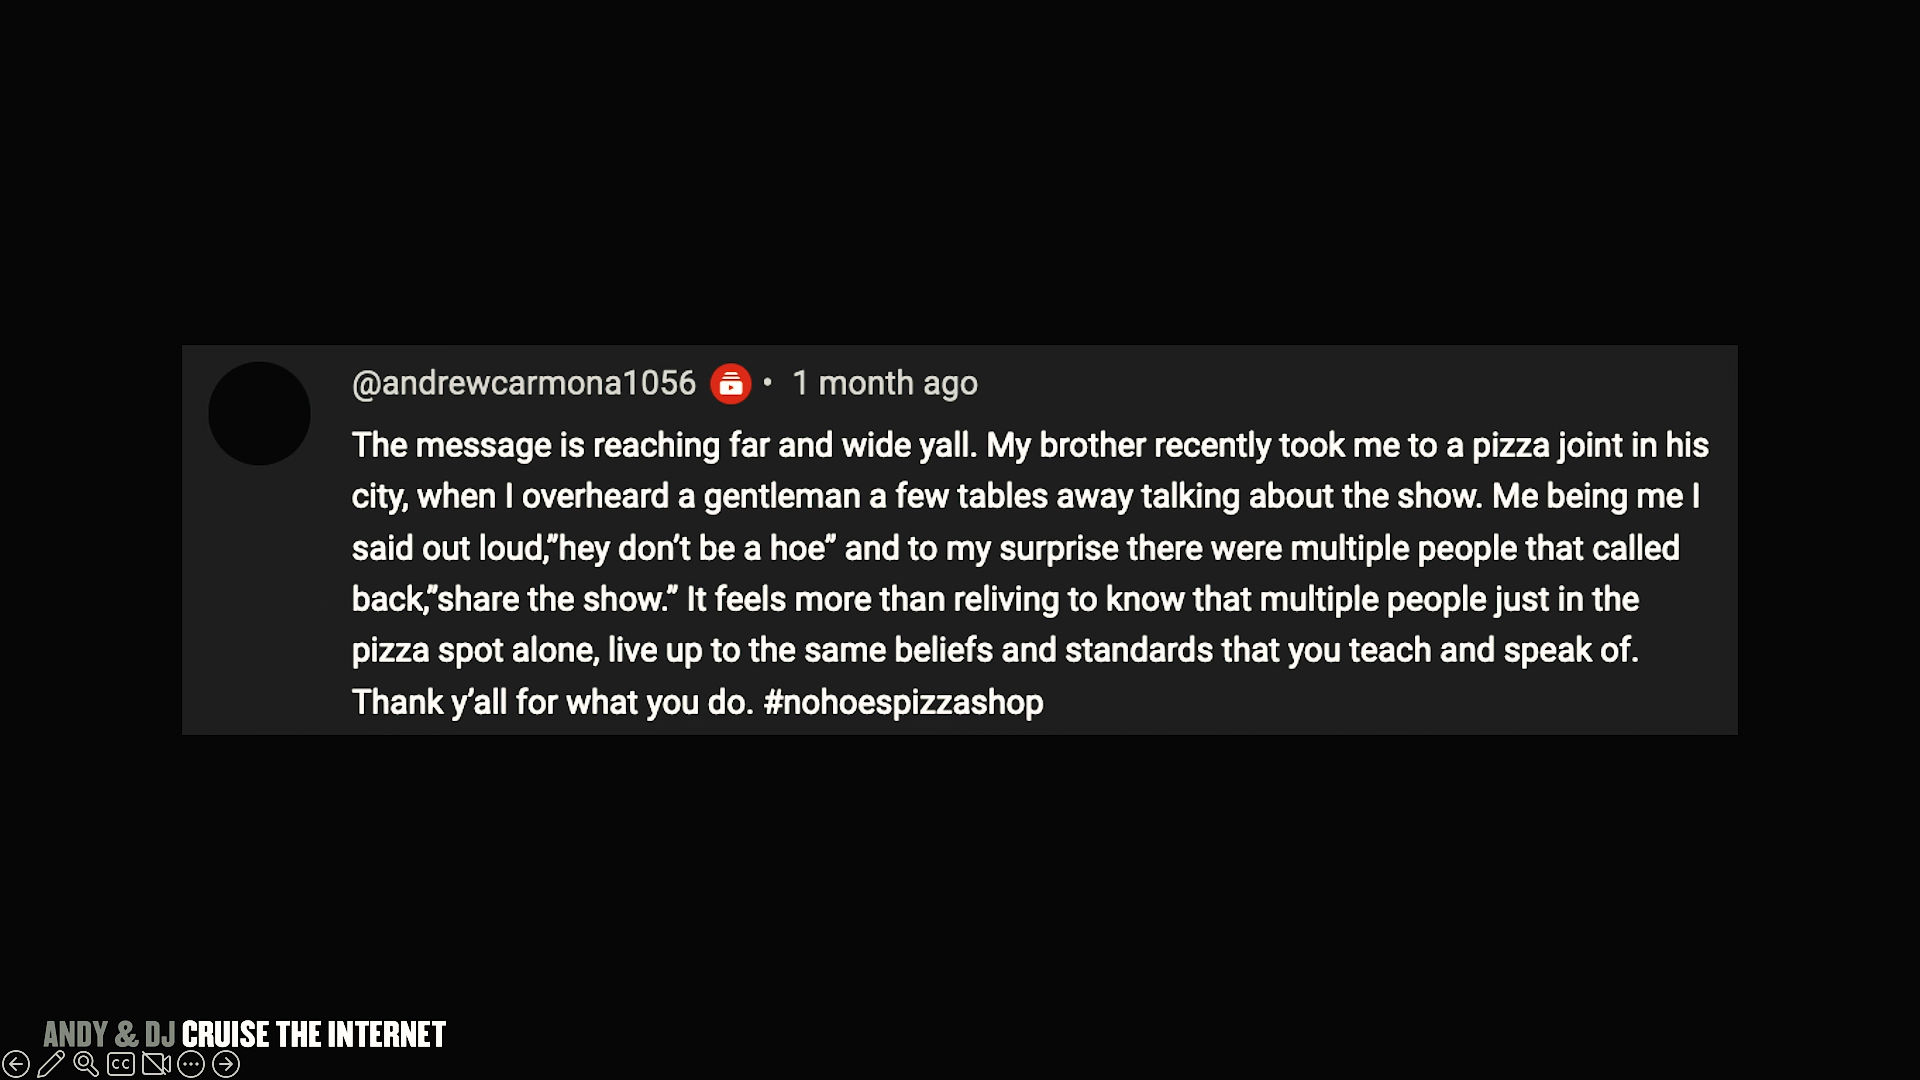 @andrewcarmona1056 • 1 month ago
The message is reaching far and wide yall. My brother recently took me to a pizza joint in his
city, when I overheard a gentleman a few tables away talking about the show. Me being me I
said out loud,”hey don’t be a hoe” and to my surprise there were multiple people that called
back,”share the show.” It feels more than reliving to know that multiple people just in the
pizza spot alone, live up to the same beliefs and standards that you teach and speak of.
Thank y’all for what you do. #nohoespizzashop
ANDY & DJ CRUISE THE INTERNET
CC